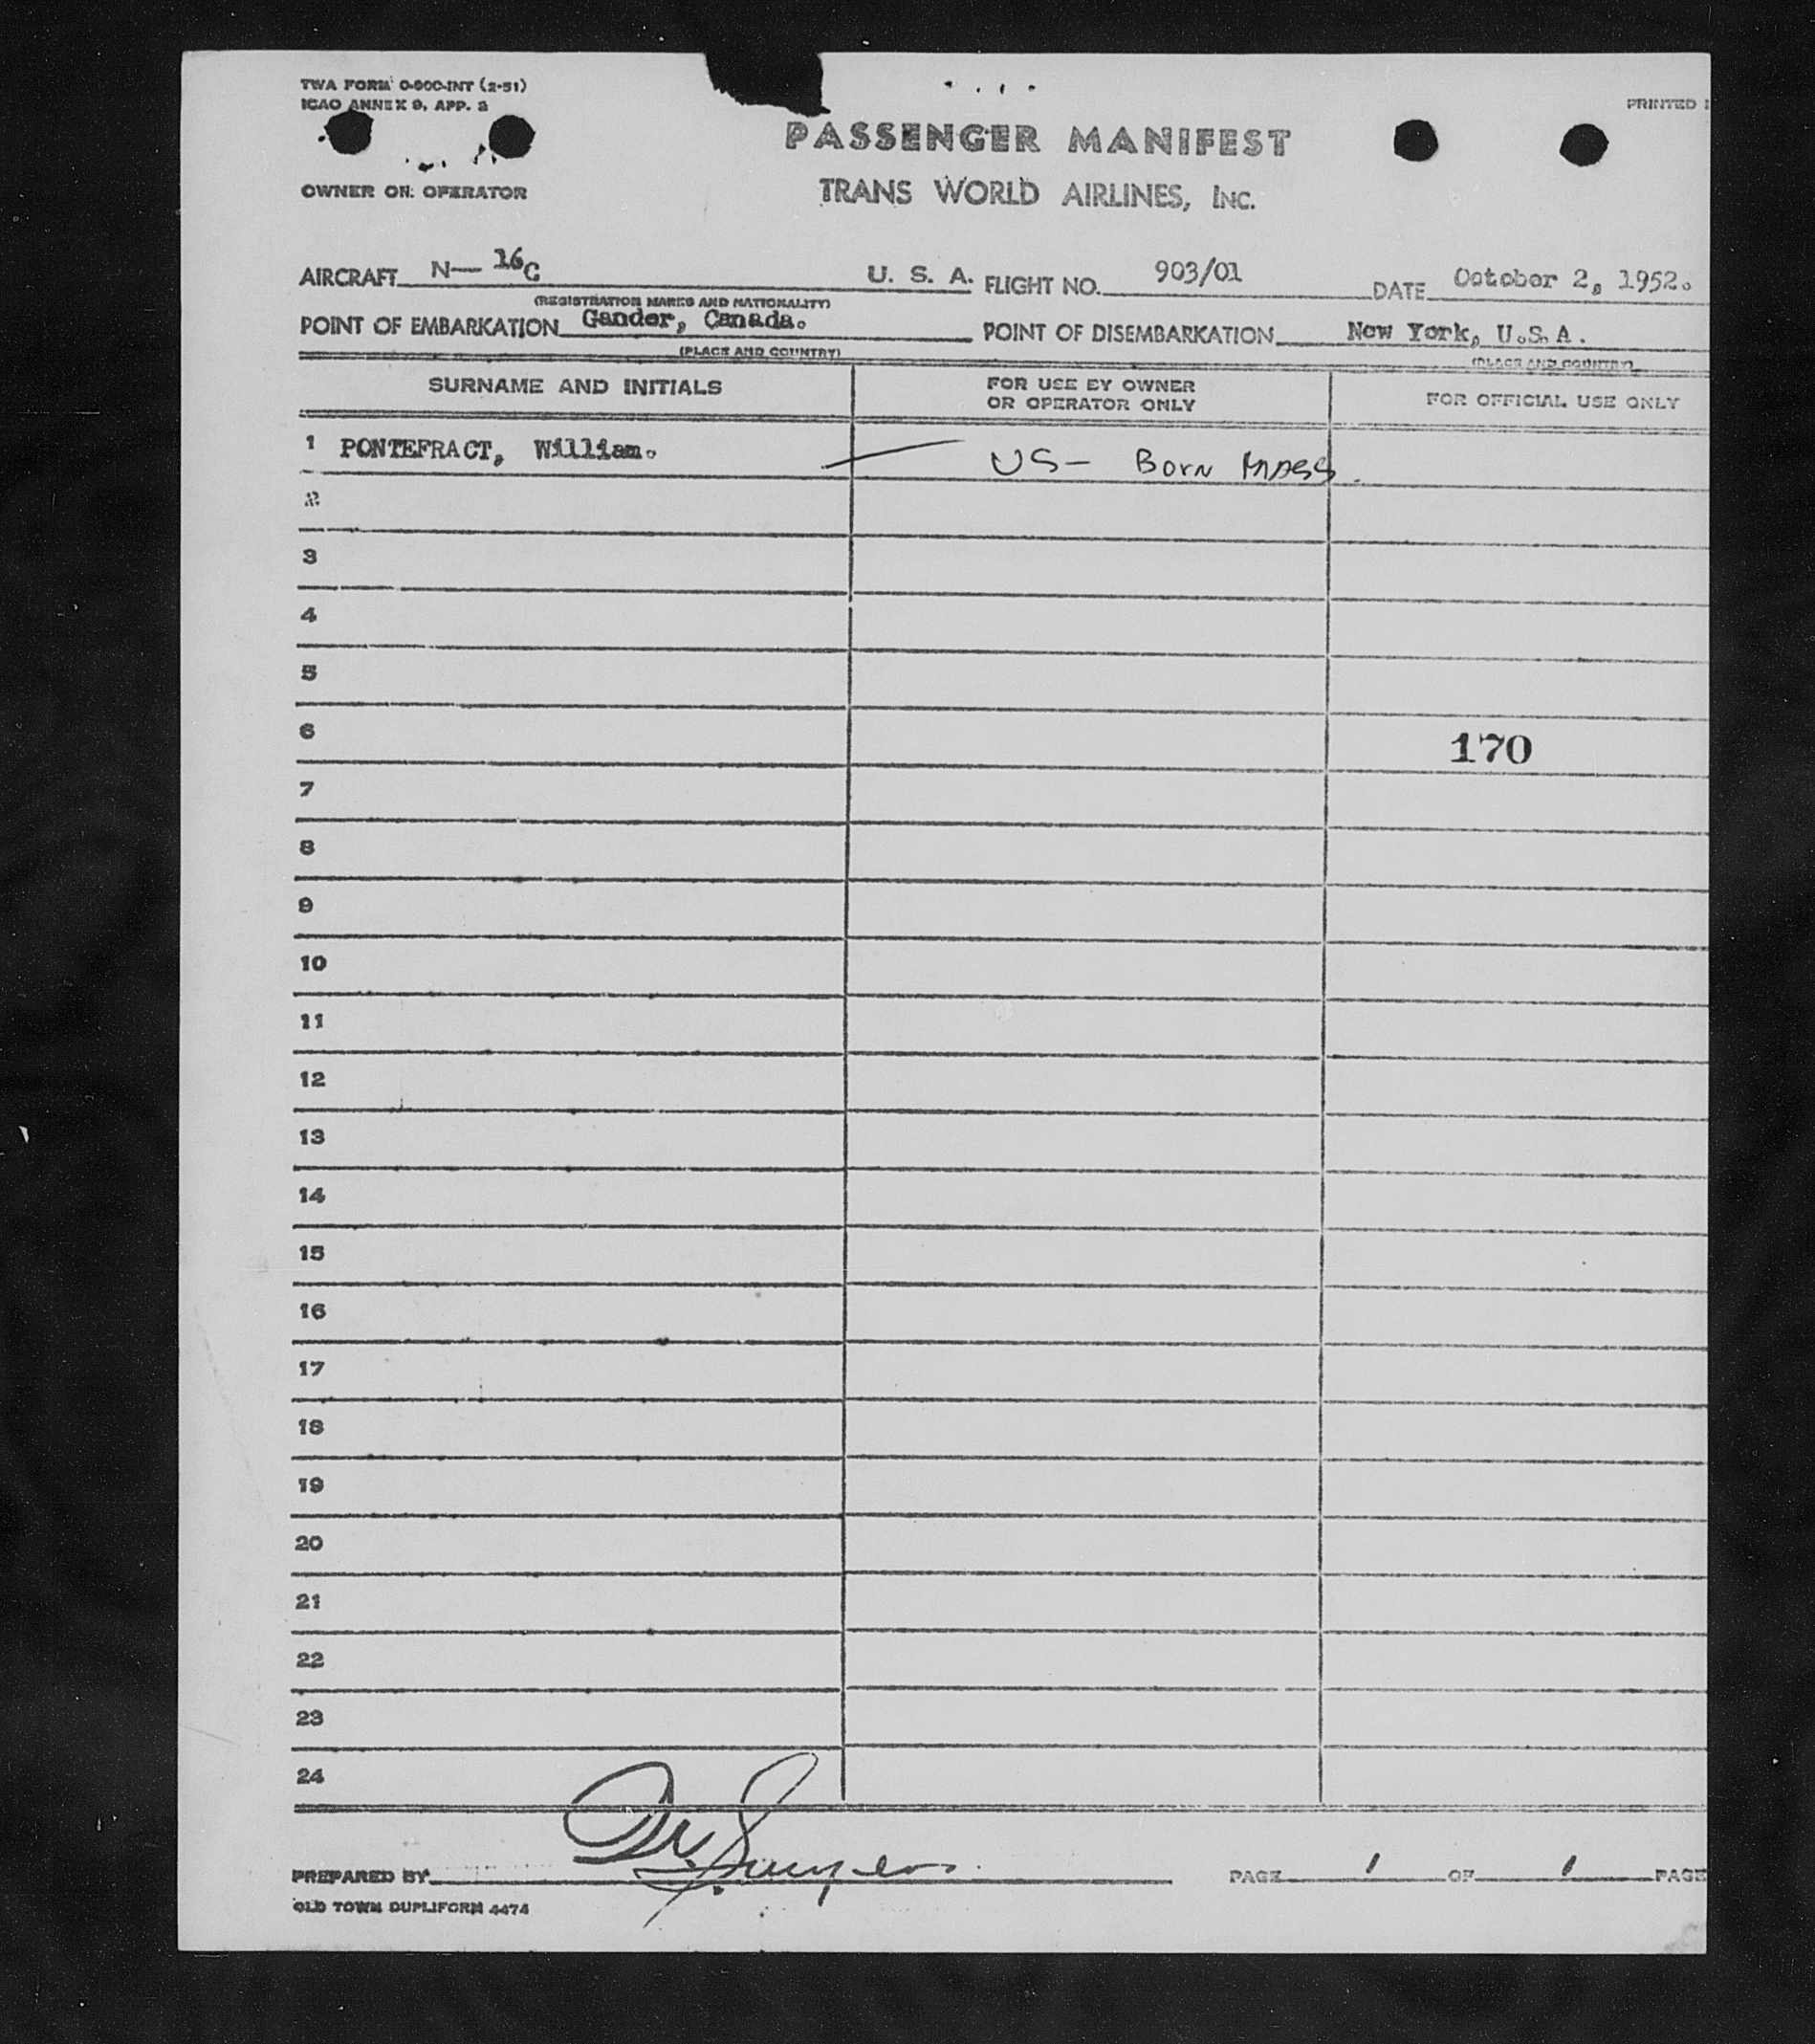 TWA FORM O-90C-INT (2-51)
ICAO ANNEX 9, APP. 2
PRINTED
PASSENGER MANIFEST
OWNER OR OPERATOR
TRANS WORLD AIRLINES, INC.
AIRCRAFT N— 16C U. S. A. FLIGHT NO. 903/01 DATE October 2, 1952.
(REGISTRATION MARKS AND NATIONALITY)
POINT OF EMBARKATION Gander, Canada. POINT OF DISEMBARKATION New York, U.S.A.
(PLACE AND COUNTRY) (PLACE AND COUNTRY)
SURNAME AND INITIALS FOR USE BY OWNER OR OPERATOR ONLY FOR OFFICIAL USE ONLY
1 PONTEFRACT, William. US— BORN MASS.
2
3
4
5
6 170
7
8
9
10
11
12
13
14
15
16
17
18
19
20
21
22
23
24
PREPARED BY PAGE 1 OF 1 PAGE
OLD TOWN DUPLIFORM 4474